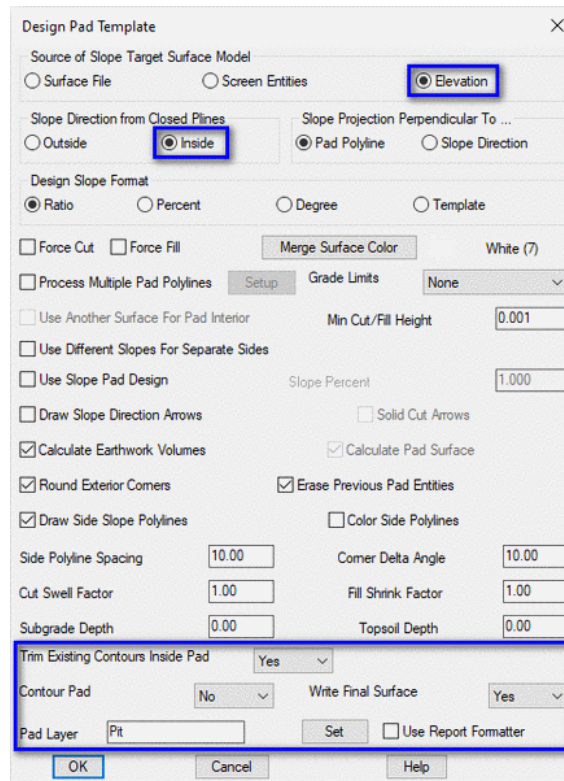 Design Pad Template
Source of Slope Target Surface Model
Surface File Screen Entities Elevation
Slope Direction from Closed Plines Slope Projection Perpendicular To ...
Outside Inside Pad Polyline Slope Direction
Design Slope Format
Ratio Percent Degree Template
Force Cut Force Fill Merge Surface Color White (7)
Process Multiple Pad Polylines Setup Grade Limits None
Use Another Surface For Pad Interior Min Cut/Fill Height 0.001
Use Different Slopes For Separate Sides
Use Slope Pad Design Slope Percent 1.000
Draw Slope Direction Arrows Solid Cut Arrows
Calculate Earthwork Volumes Calculate Pad Surface
Round Exterior Corners Erase Previous Pad Entities
Draw Side Slope Polylines Color Side Polylines
Side Polyline Spacing 10.00 Corner Delta Angle 10.00
Cut Swell Factor 1.00 Fill Shrink Factor 1.00
Subgrade Depth 0.00 Topsoil Depth 0.00
Trim Existing Contours Inside Pad Yes
Contour Pad No Write Final Surface Yes
Pad Layer Pit Set Use Report Formatter
OK Cancel Help